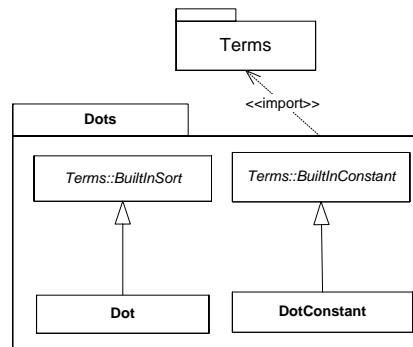 Terms
<<import>>
Dots
Terms::BuiltInSort
Terms::BuiltInConstant
Dot
DotConstant